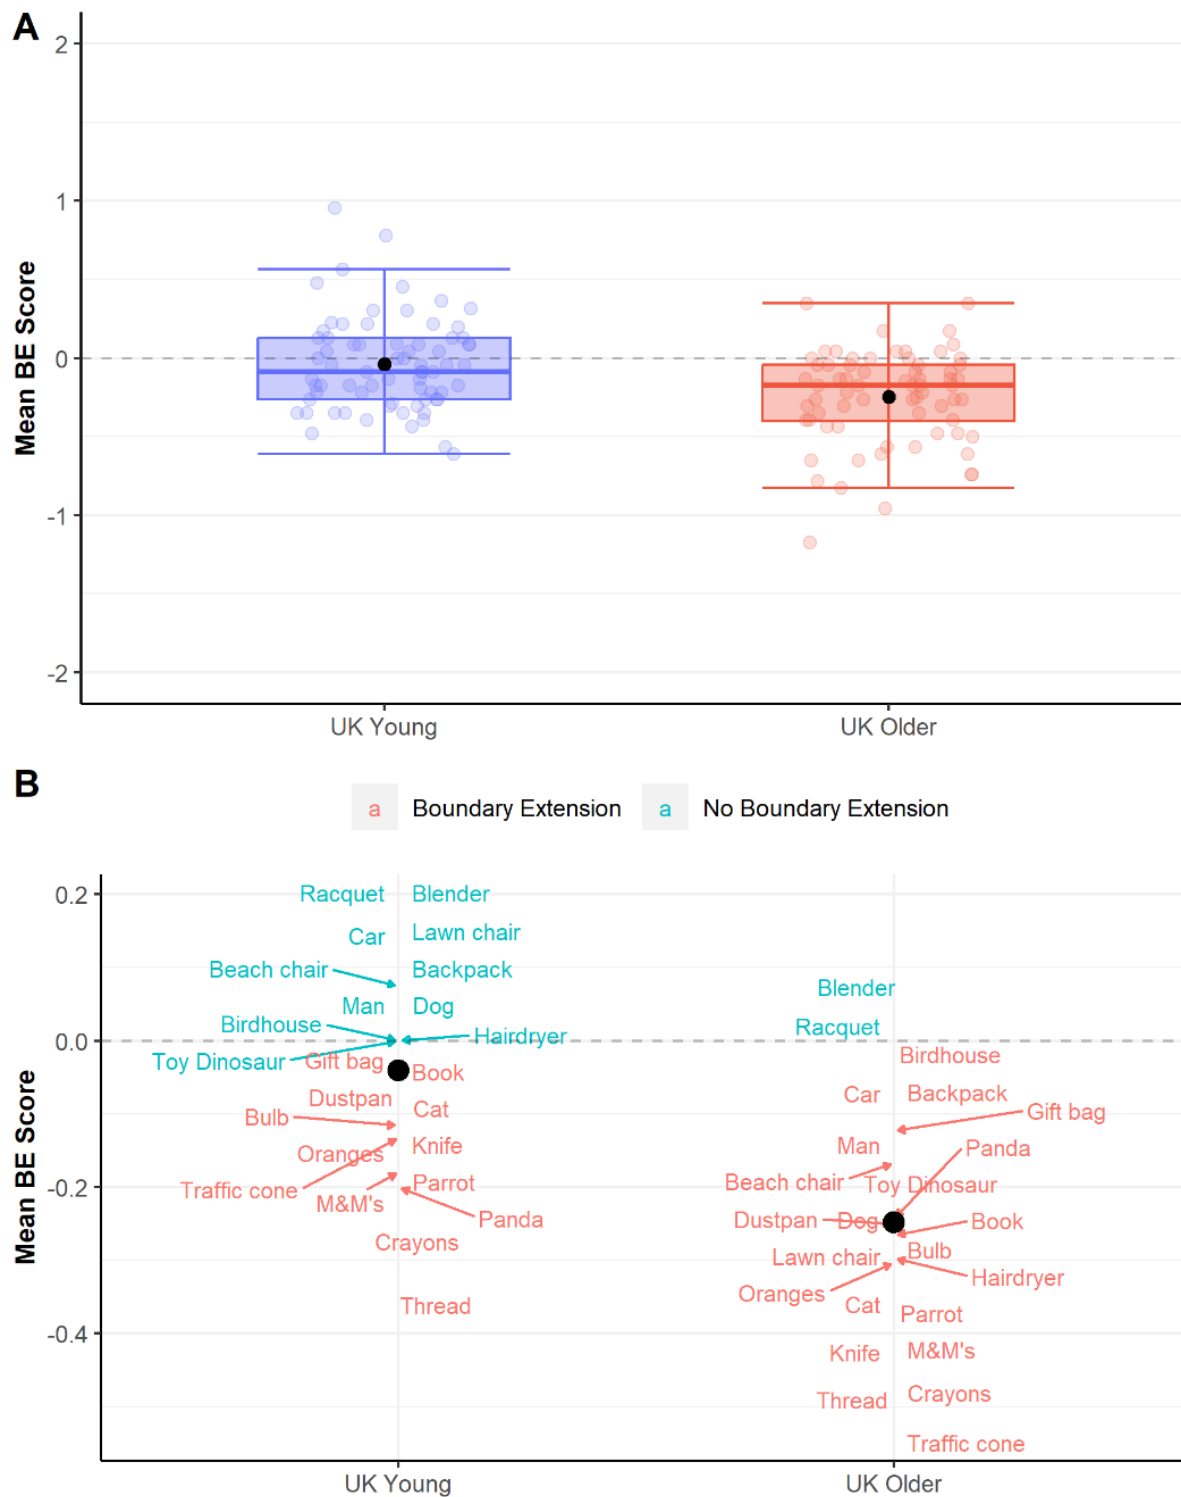 A
2
1
0
-1
-2
Mean BE Score
UK Young UK Older
B
a Boundary Extension a No Boundary Extension
0.2
0.0
-0.2
-0.4
Mean BE Score
Racquet Blender
Car Lawn chair
Beach chair Backpack
Man Dog
Birdhouse Hairdryer
Toy Dinosaur Gift bag Book
Dustpan Cat
Bulb
Oranges Knife
Traffic cone Parrot
M&M's Panda
Crayons
Thread
Blender
Racquet
Birdhouse
Car Backpack
Gift bag
Man Panda
Beach chair Toy Dinosaur
Dustpan Dog Book
Lawn chair Bulb
Oranges Hairdryer
Cat Parrot
Knife M&M's
Thread Crayons
Traffic cone
UK Young UK Older